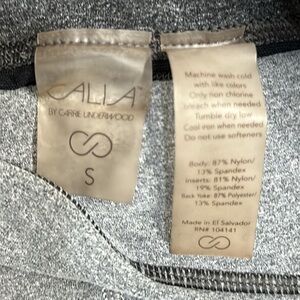 CALIA™
BY CARRIE UNDERWOOD
S
Machine wash cold
with like colors
Only non chlorine
bleach when needed
Tumble dry low
Cool iron when needed
Do not use softeners
Body: 87% Nylon/
13% Spandex
Inserts: 81% Nylon/
19% Spandex
Back Yoke: 87% Polyester/
13% Spandex
Made in El Salvador
RN# 104141